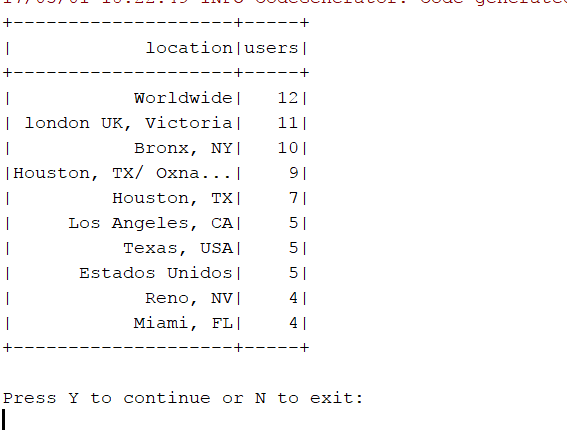 +--------------------+-----+
|            location|users|
+--------------------+-----+
|           Worldwide|   12|
| london UK, Victoria|   11|
|           Bronx, NY|   10|
|Houston, TX/ Oxna...|    9|
|         Houston, TX|    7|
|     Los Angeles, CA|    5|
|          Texas, USA|    5|
|      Estados Unidos|    5|
|            Reno, NV|    4|
|           Miami, FL|    4|
+--------------------+-----+
Press Y to continue or N to exit: